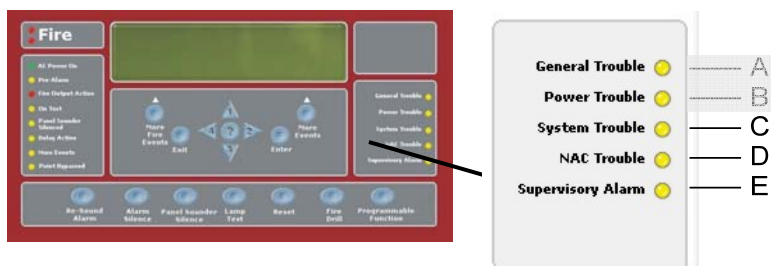 Fire
AC Power On
Pre-Alarm
Fire Output Active
On Test
Panel Sounder
Silenced
Delay Active
More Events
Point Bypassed
More
Fire
Events
Exit
?
Enter
More
Events
General Trouble
Power Trouble
System Trouble
NAC Trouble
Supervisory Alarm
Re-Sound
Alarm
Alarm
Silence
Panel Sounder
Silence
Lamp
Test
Reset
Fire
Drill
Programmable
Function
General Trouble A
Power Trouble B
System Trouble C
NAC Trouble D
Supervisory Alarm E